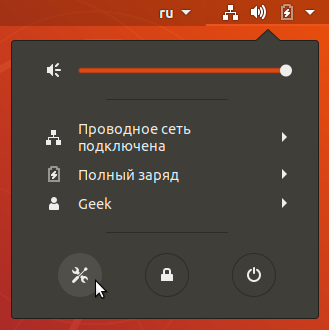 ru
Проводное сеть
подключена
Полный заряд
Geek